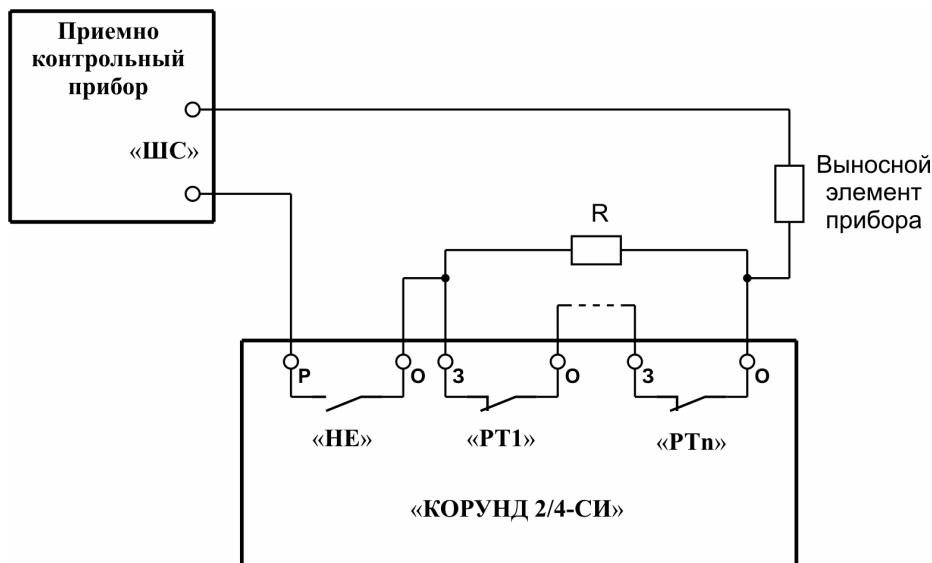 Приемно
контрольный
прибор
«ШС»
Выносной
элемент
прибора
R
Р
О
З
О
З
О
«НЕ»
«РТ1»
«РТn»
«КОРУНД 2/4-СИ»